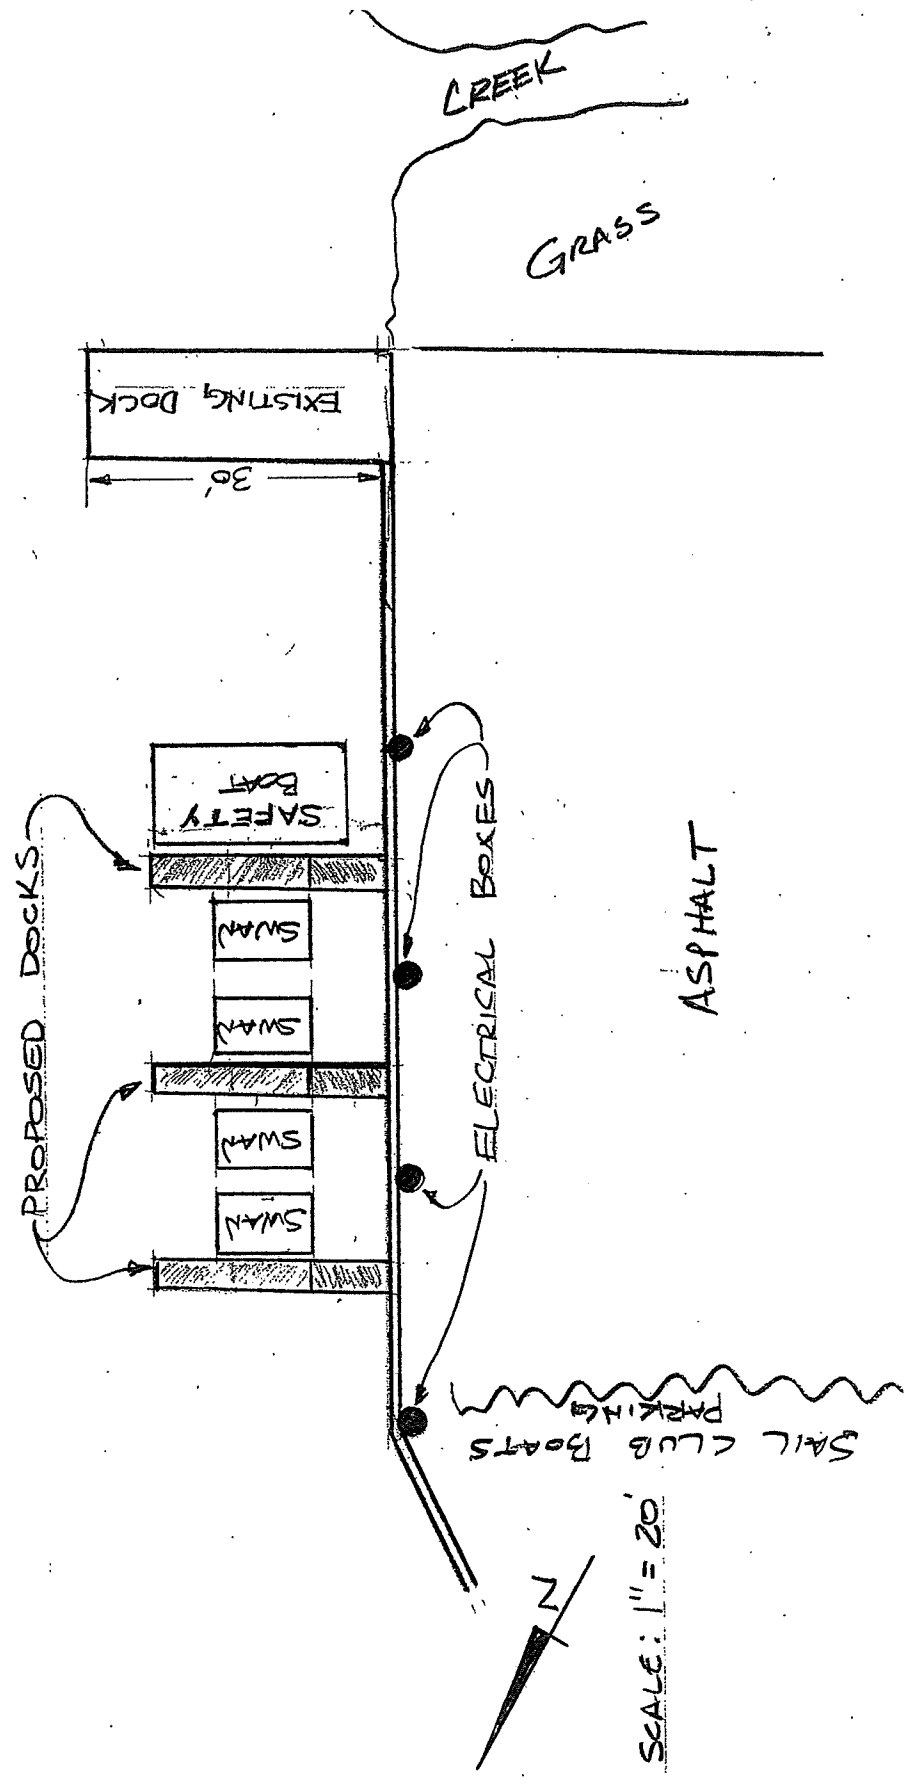 CREEK
GRASS
EXISTING DOCK
30'
SAFETY
BOAT
PROPOSED DOCKS
SWAN
SWAN
SWAN
SWAN
ELECTRICAL BOXES
ASPHALT
SAIL CLUB BOATS
PARKING
N
SCALE: 1" = 20'